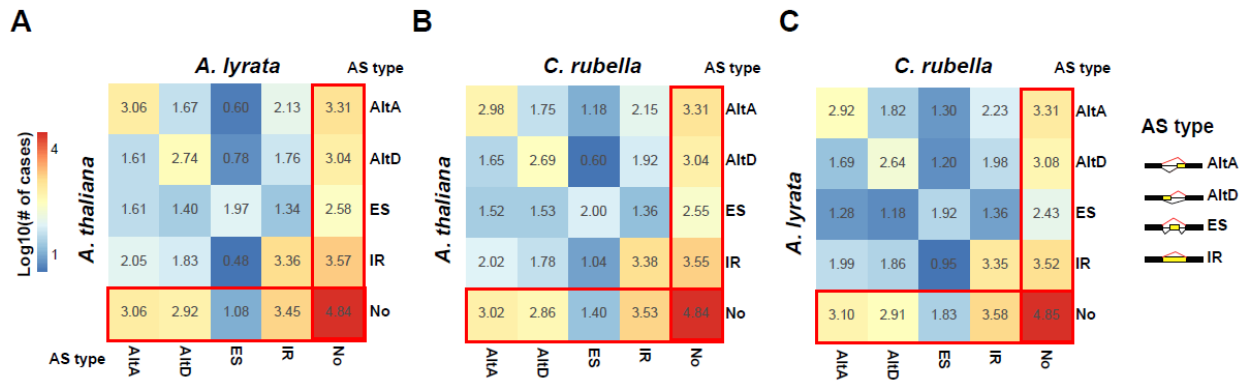 A
A. lyrata
AS type
3.06 1.67 0.60 2.13 3.31 AltA
1.61 2.74 0.78 1.76 3.04 AltD
1.61 1.40 1.97 1.34 2.58 ES
2.05 1.83 0.48 3.36 3.57 IR
3.06 2.92 1.08 3.45 4.84 No
AS type AltA AltD ES IR No
A. thaliana
Log10(# of cases)
4
1
B
C. rubella
AS type
2.98 1.75 1.18 2.15 3.31 AltA
1.65 2.69 0.60 1.92 3.04 AltD
1.52 1.53 2.00 1.36 2.55 ES
2.02 1.78 1.04 3.38 3.55 IR
3.02 2.86 1.40 3.53 4.84 No
AS type AltA AltD ES IR No
A. thaliana
C
C. rubella
AS type
2.92 1.82 1.30 2.23 3.31 AltA
1.69 2.64 1.20 1.98 3.08 AltD
1.28 1.18 1.92 1.36 2.43 ES
1.99 1.86 0.95 3.35 3.52 IR
3.10 2.91 1.83 3.58 4.85 No
AS type AltA AltD ES IR No
A. lyrata
AS type
AltA
AltD
ES
IR